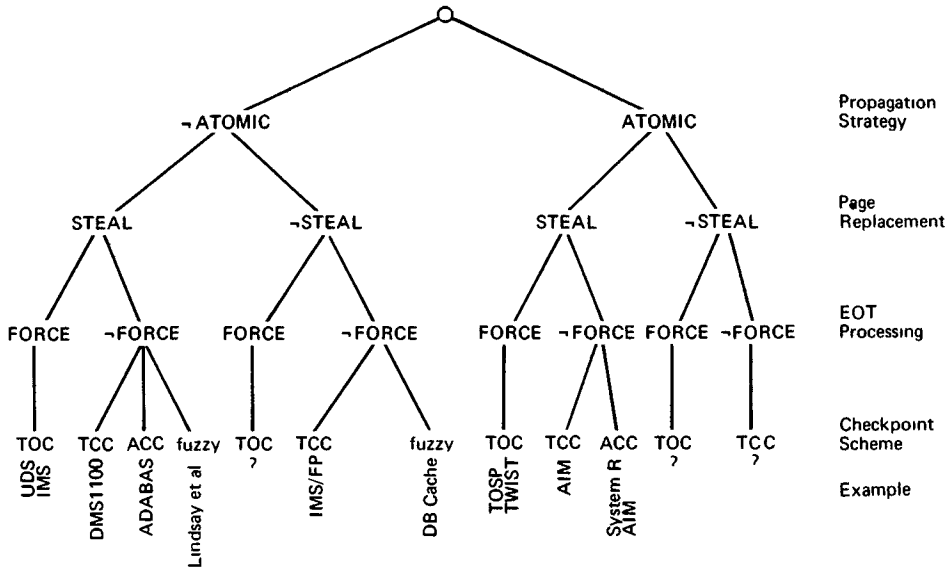 Propagation
Strategy
¬ATOMIC
ATOMIC
Page
Replacement
STEAL
¬STEAL
STEAL
¬STEAL
EOT
Processing
FORCE
¬FORCE
FORCE
¬FORCE
FORCE
¬FORCE
FORCE
¬FORCE
Checkpoint
Scheme
TOC
TCC
ACC
fuzzy
TOC
TCC
fuzzy
TOC
TCC
ACC
TOC
TCC
Example
UDS
IMS
DMS1100
ADABAS
Lindsay et al
?
IMS/FP
DB Cache
TOSP
TWIST
AIM
System R
AIM
?
?